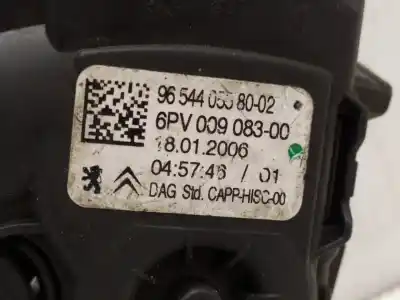 96 544 055 80-02
6PV 009 083-00
18.01.2006
04:57:46 / 01
DAG Std. CAPP-HISC-00